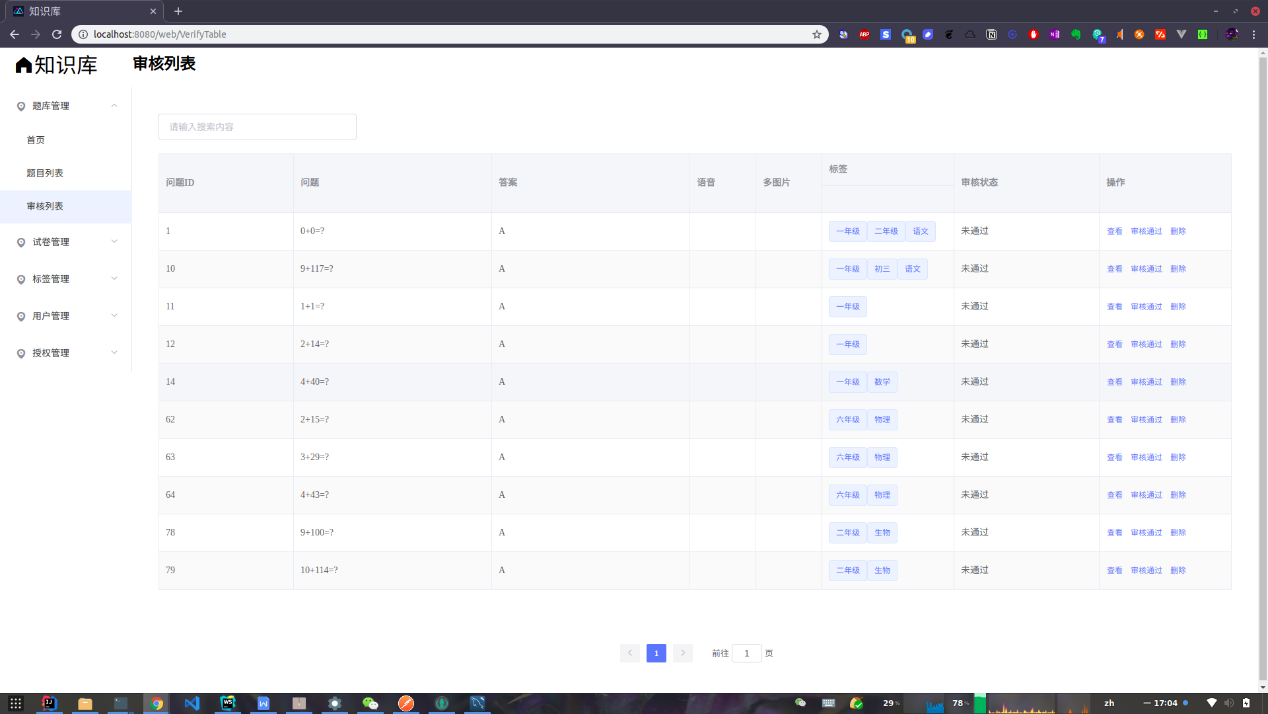 知识库
localhost:8080/web/VerifyTable
知识库
审核列表
题库管理
首页
题目列表
审核列表
试卷管理
标签管理
用户管理
授权管理
请输入搜索内容
问题ID 问题 答案 语音 多图片 标签 审核状态 操作
1 0+0=? A 一年级 二年级 语文 未通过 查看 审核通过 删除
10 9+117=? A 一年级 初三 语文 未通过 查看 审核通过 删除
11 1+1=? A 一年级 未通过 查看 审核通过 删除
12 2+14=? A 一年级 未通过 查看 审核通过 删除
14 4+40=? A 一年级 数学 未通过 查看 审核通过 删除
62 2+15=? A 六年级 物理 未通过 查看 审核通过 删除
63 3+29=? A 六年级 物理 未通过 查看 审核通过 删除
64 4+43=? A 六年级 物理 未通过 查看 审核通过 删除
78 9+100=? A 二年级 生物 未通过 查看 审核通过 删除
79 10+114=? A 二年级 生物 未通过 查看 审核通过 删除
1 前往 1 页
29% 78% zh 17:04